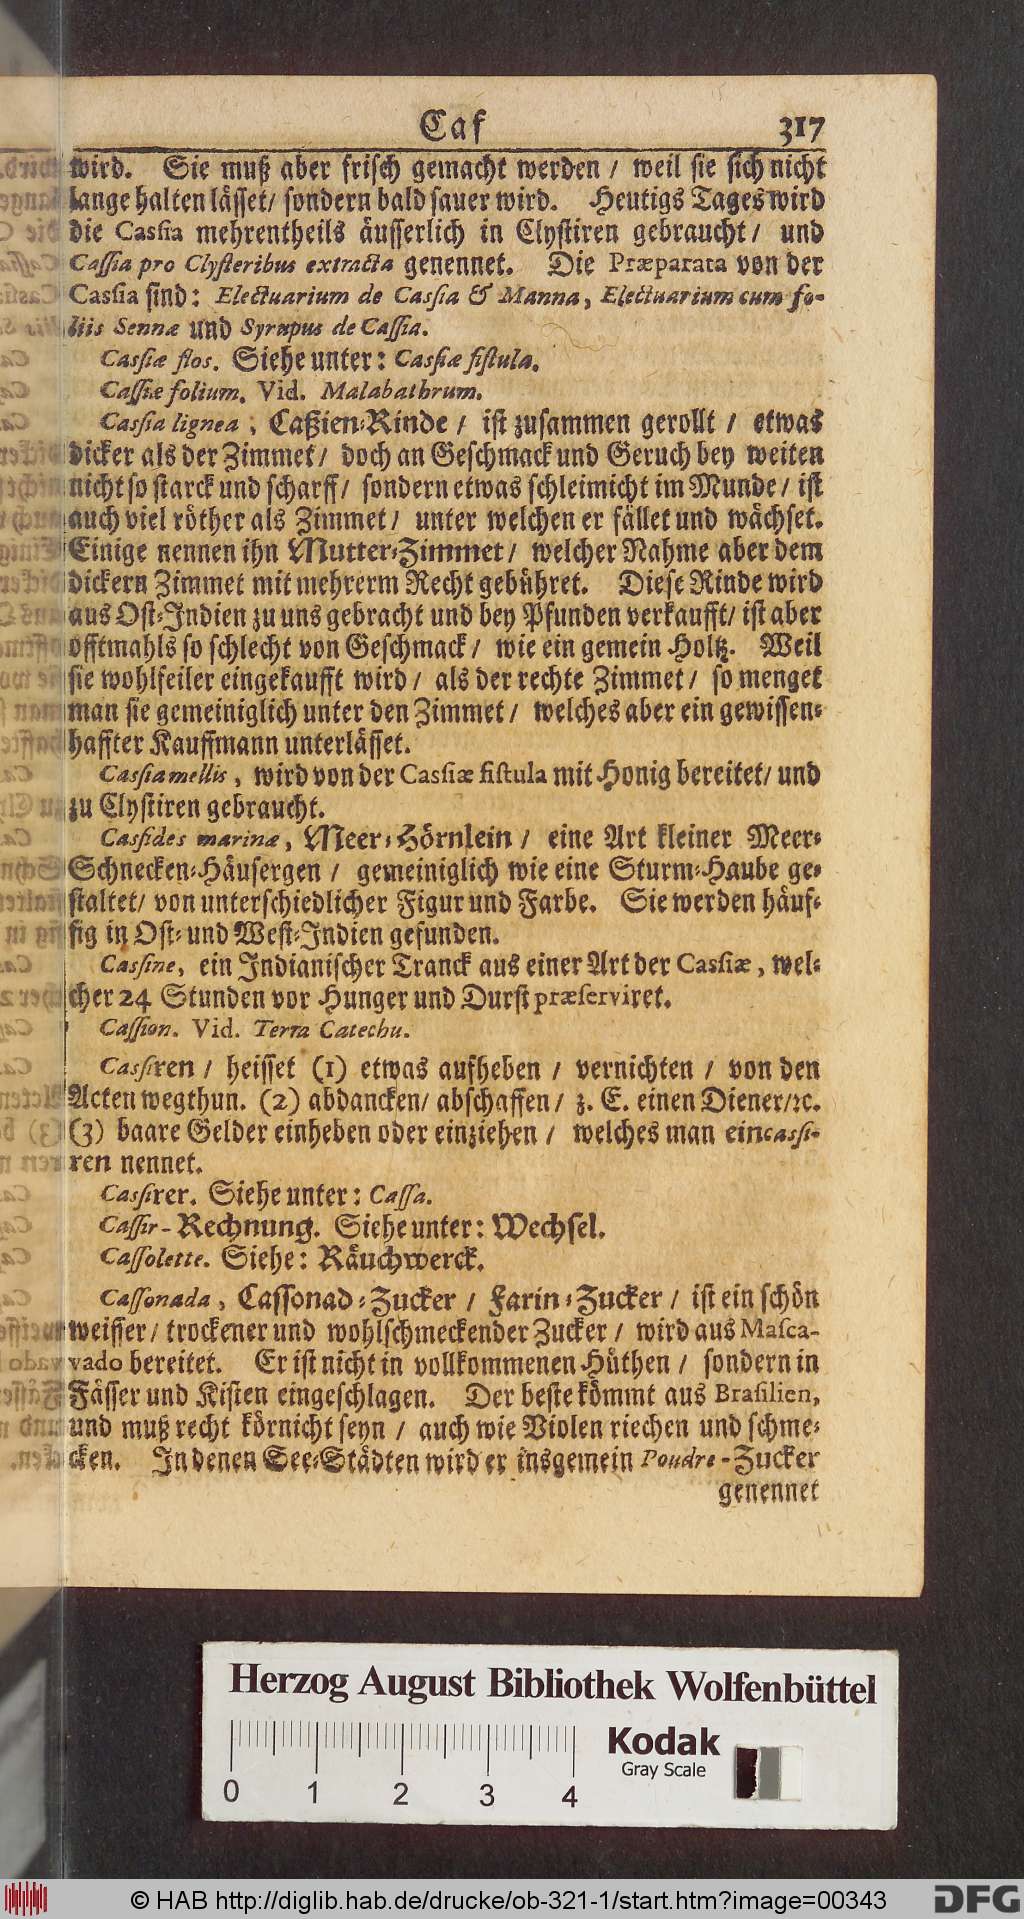 Caſ 317
wird. Sie muß aber friſch gemacht werden / weil ſie ſich nicht
lange halten läſſet / ſondern bald ſauer wird. Heutigs Tages wird
die Caſſia mehrentheils äuſſerlich in Clyſtiren gebraucht / und
Caſſia pro Clyſteribus extracta genennet. Die Præparata von der
Caſſia ſind: Electuarium de Caſſia & Manna, Electuarium cum fo-
liis Sennæ und Syrupus de Caſſia.
Caſſiæ flos. Siehe unter: Caſſiæ fiſtula.
Caſſiæ folium. Vid. Malabathrum.
Caſſia lignea, Caßien-Rinde / iſt zuſammen gerollt / etwas
dicker als der Zimmet / doch an Geſchmack und Geruch bey weiten
nicht ſo ſtarck und ſcharff / ſondern etwas ſchleimicht im Munde / iſt
auch viel röther als Zimmet / unter welchen er fället und wächſet.
Einige nennen ihn Mutter-Zimmet / welcher Nahme aber dem
dickern Zimmet mit mehrerm Recht gebühret. Dieſe Rinde wird
aus Oſt-Indien zu uns gebracht und bey Pfunden verkaufft / iſt aber
offtmahls ſo ſchlecht von Geſchmack / wie ein gemein Holtz. Weil
ſie wohlfeiler eingekaufft wird / als der rechte Zimmet / ſo menget
man ſie gemeiniglich unter den Zimmet / welches aber ein gewiſſen-
haffter Kauffmann unterläſſet.
Caſſia mellis, wird von der Caſſiæ fiſtula mit Honig bereitet / und
zu Clyſtiren gebraucht.
Caſſides marinæ, Meer-Hörnlein / eine Art kleiner Meer-
Schnecken-Häuſergen / gemeiniglich wie eine Sturm-Haube ge-
ſtaltet / von unterſchiedlicher Figur und Farbe. Sie werden häuf-
fig in Oſt- und Weſt-Indien gefunden.
Caſſine, ein Indianiſcher Tranck aus einer Art der Caſſiæ, wel-
cher 24 Stunden vor Hunger und Durſt præſerviret.
Caſſion. Vid. Terra Catechu.
Caſſiren / heiſſet (1) etwas aufheben / vernichten / von den
Acten wegthun. (2) abdancken / abſchaffen / z. E. einen Diener / ꝛc.
(3) baare Gelder einheben oder einziehen / welches man eincaſſi-
ren nennet.
Caſſirer. Siehe unter: Caſſa.
Caſſir-Rechnung. Siehe unter: Wechſel.
Caſſolette. Siehe: Räuchwerck.
Caſſonada, Caſſonad-Zucker / Farin-Zucker / iſt ein ſchön
weiſſer / trockener und wohlſchmeckender Zucker / wird aus Maſca-
vado bereitet. Er iſt nicht in vollkommenen Hüthen / ſondern in
Fäſſer und Kiſten eingeſchlagen. Der beſte kömmt aus Braſilien,
und muß recht körnicht ſeyn / auch wie Violen riechen und ſchme-
cken. In denen See-Städten wird er insgemein Poudre-Zucker
genennet
Herzog August Bibliothek Wolfenbüttel
Kodak
Gray Scale
0 1 2 3 4
© HAB http://diglib.hab.de/drucke/ob-321-1/start.htm?image=00343
DFG